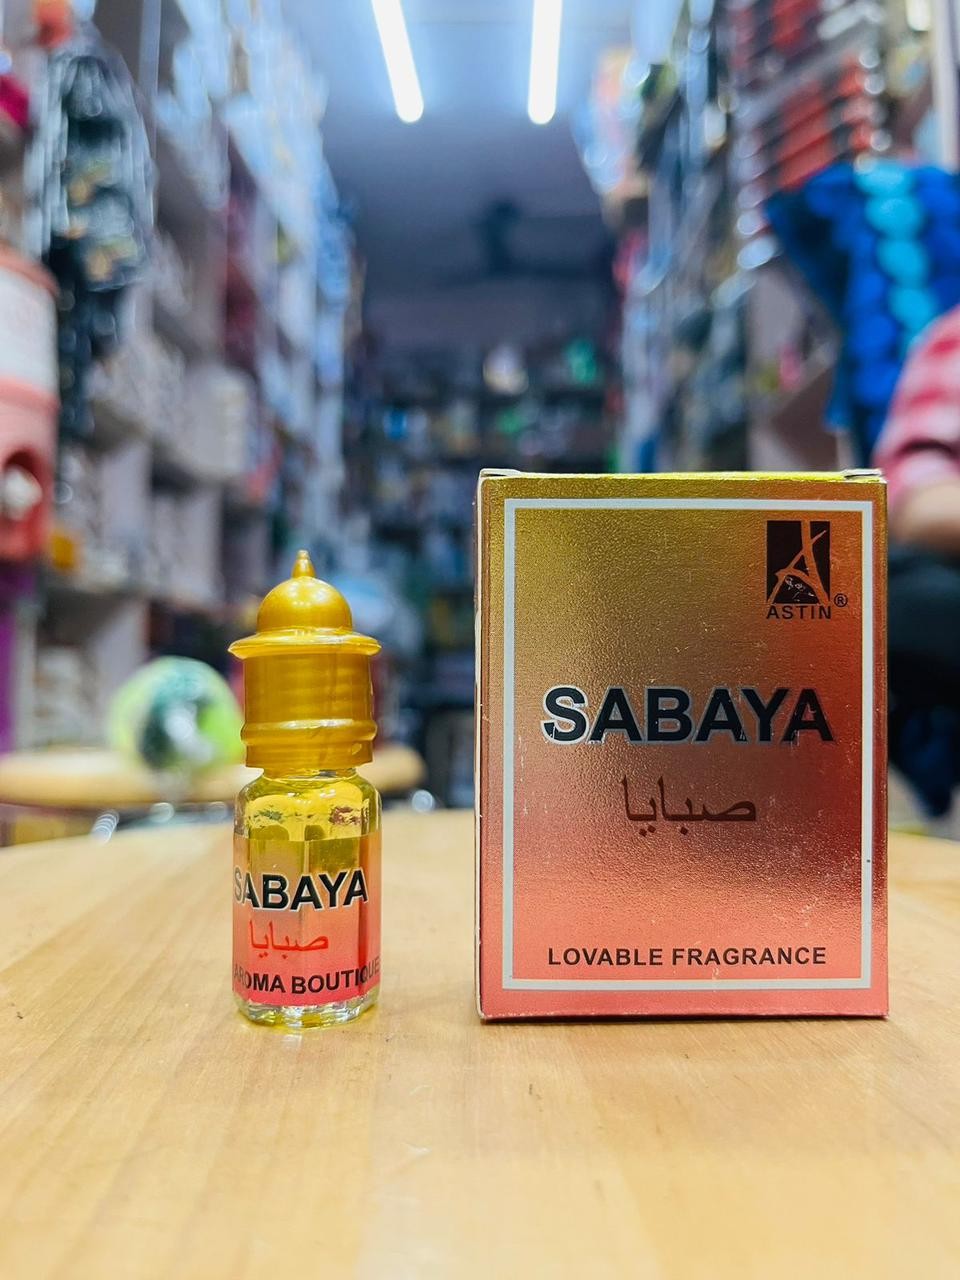 ASTIN®
SABAYA
صبايا
LOVABLE FRAGRANCE
SABAYA
صبايا
AROMA BOUTIQUE